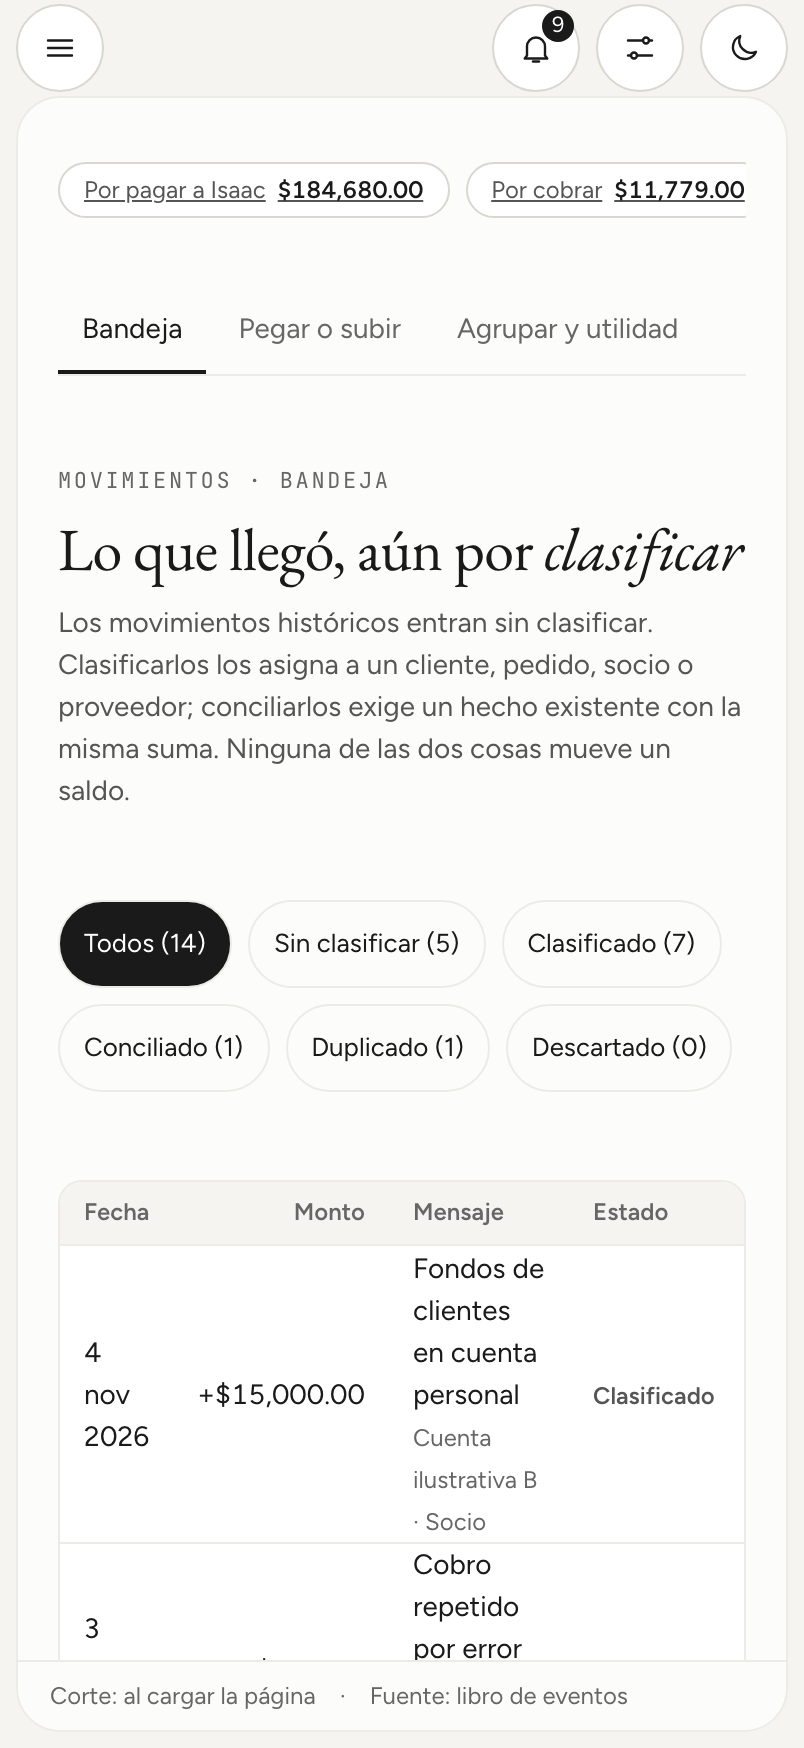 9
Por pagar a Isaac $184,680.00 Por cobrar $11,779.00
Bandeja Pegar o subir Agrupar y utilidad
MOVIMIENTOS · BANDEJA
Lo que llegó, aún por clasificar
Los movimientos históricos entran sin clasificar.
Clasificarlos los asigna a un cliente, pedido, socio o
proveedor; conciliarlos exige un hecho existente con la
misma suma. Ninguna de las dos cosas mueve un
saldo.
Todos (14) Sin clasificar (5) Clasificado (7)
Conciliado (1) Duplicado (1) Descartado (0)
Fecha Monto Mensaje Estado
4
nov
2026
+$15,000.00
Fondos de
clientes
en cuenta
personal
Cuenta
ilustrativa B
· Socio
Clasificado
3
Cobro
repetido
por error
Corte: al cargar la página · Fuente: libro de eventos